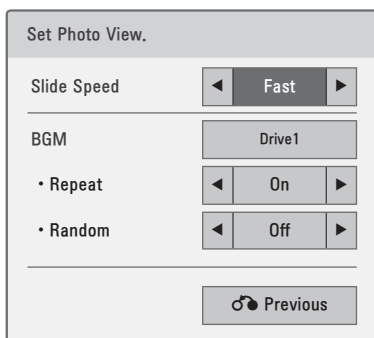 Set Photo View.
Slide Speed ◀ Fast ▶
BGM Drive1
• Repeat ◀ On ▶
• Random ◀ Off ▶
Previous